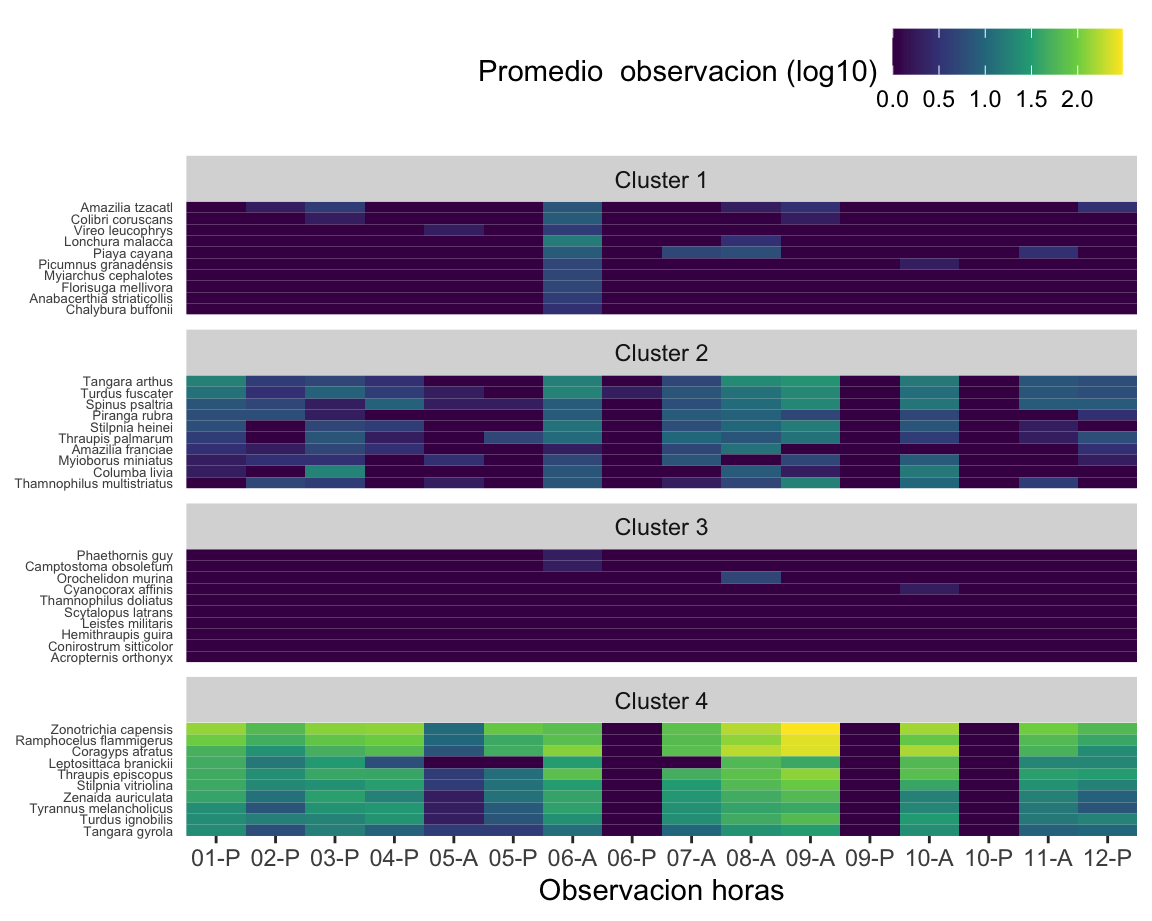 Promedio  observacion (log10)
0.0 0.5 1.0 1.5 2.0
Cluster 1
Amazilia tzacatl
Colibri coruscans
Vireo leucophrys
Lonchura malacca
Piaya cayana
Picumnus granadensis
Myiarchus cephalotes
Florisuga mellivora
Anabacerthia striaticollis
Chalybura buffonii
Cluster 2
Tangara arthus
Turdus fuscater
Spinus psaltria
Piranga rubra
Stilpnia heinei
Thraupis palmarum
Amazilia franciae
Myioborus miniatus
Columba livia
Thamnophilus multistriatus
Cluster 3
Phaethornis guy
Camptostoma obsoletum
Orochelidon murina
Cyanocorax affinis
Thamnophilus doliatus
Scytalopus latrans
Leistes militaris
Hemithraupis guira
Conirostrum sitticolor
Acropternis orthonyx
Cluster 4
Zonotrichia capensis
Ramphocelus flammigerus
Coragyps atratus
Leptosittaca branickii
Thraupis episcopus
Stilpnia vitriolina
Zenaida auriculata
Tyrannus melancholicus
Turdus ignobilis
Tangara gyrola
01-P 02-P 03-P 04-P 05-A 05-P 06-A 06-P 07-A 08-A 09-A 09-P 10-A 10-P 11-A 12-P
Observacion horas